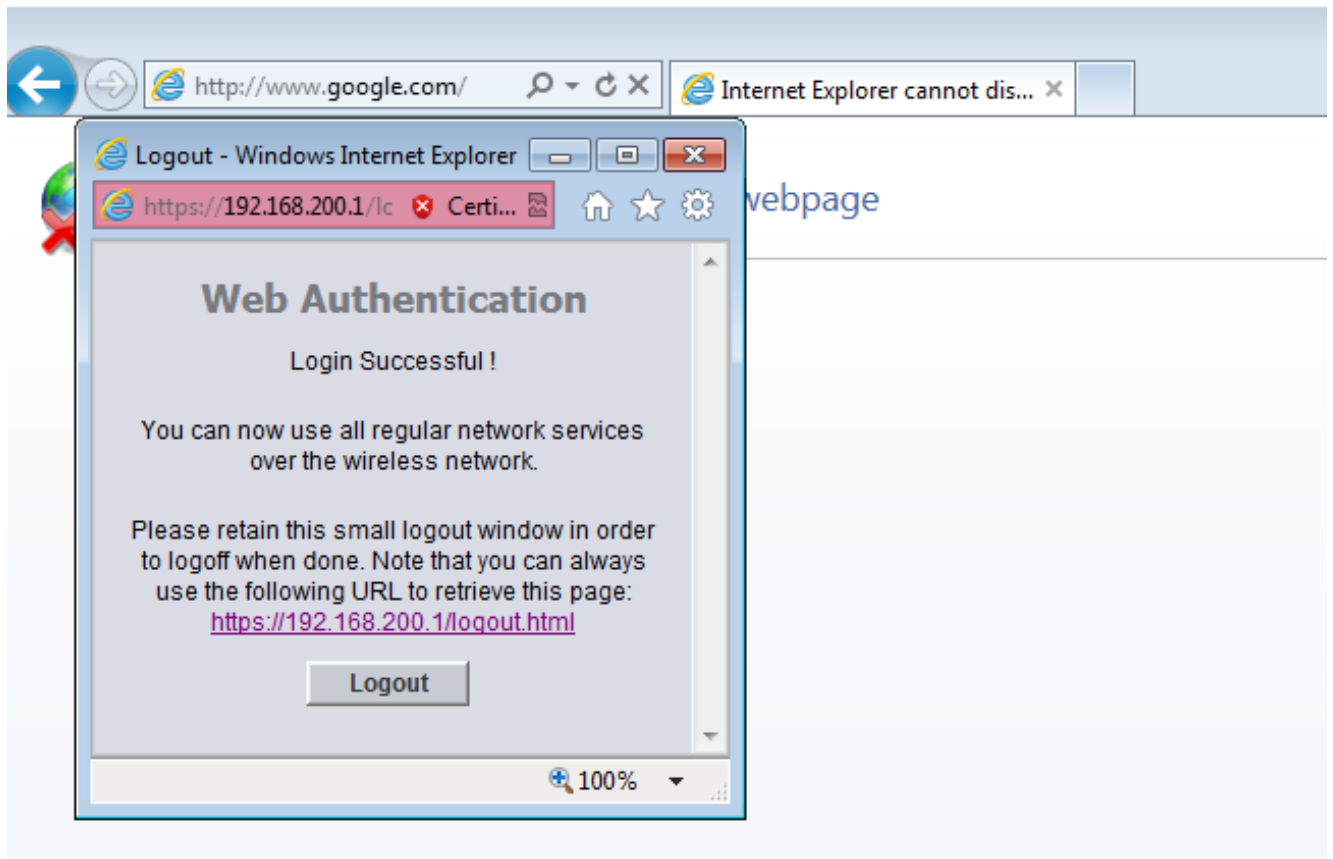 http://www.google.com/
Internet Explorer cannot dis...
Logout - Windows Internet Explorer
https://192.168.200.1/lc
Certi...
webpage
Web Authentication
Login Successful !
You can now use all regular network services
over the wireless network.
Please retain this small logout window in order
to logoff when done. Note that you can always
use the following URL to retrieve this page:
https://192.168.200.1/logout.html
Logout
100%